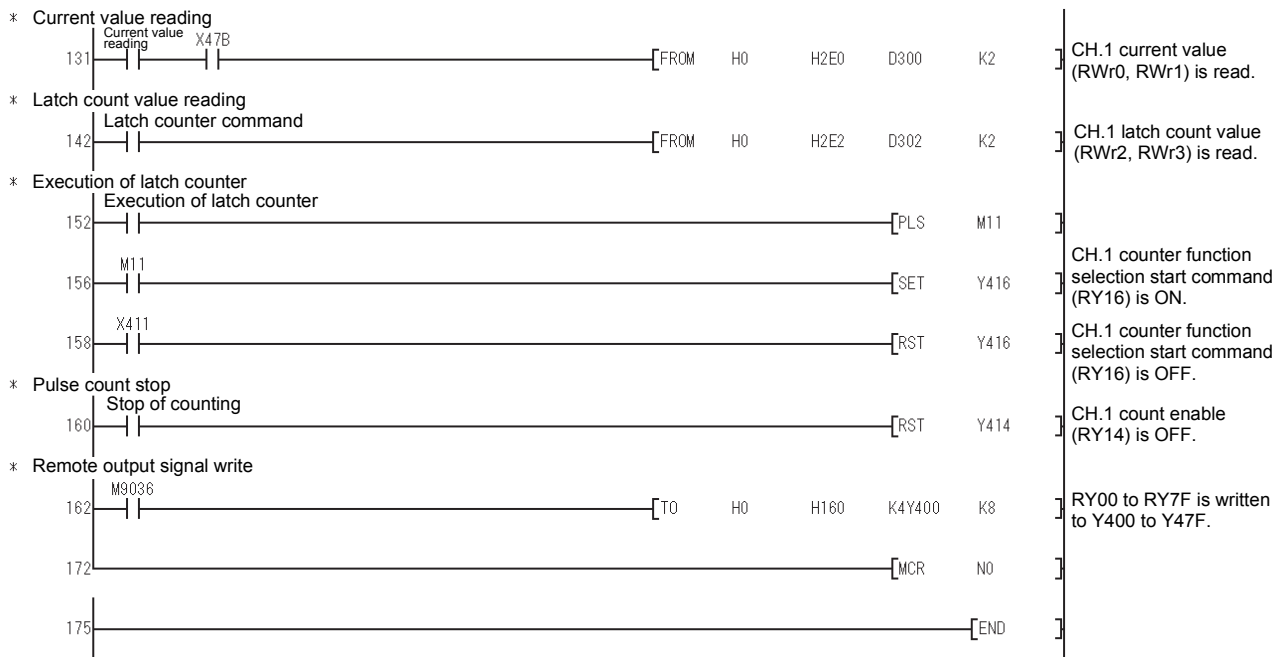 * Current value reading
Current value
reading X47B
131 FROM H0 H2E0 D300 K2 CH.1 current value
(RWr0, RWr1) is read.
* Latch count value reading
Latch counter command
142 FROM H0 H2E2 D302 K2 CH.1 latch count value
(RWr2, RWr3) is read.
* Execution of latch counter
Execution of latch counter
152 PLS M11
M11
156 SET Y416 CH.1 counter function
selection start command
(RY16) is ON.
X411
158 RST Y416 CH.1 counter function
selection start command
(RY16) is OFF.
* Pulse count stop
Stop of counting
160 RST Y414 CH.1 count enable
(RY14) is OFF.
* Remote output signal write
M9036
162 TO H0 H160 K4Y400 K8 RY00 to RY7F is written
to Y400 to Y47F.
172 MCR N0
175 END